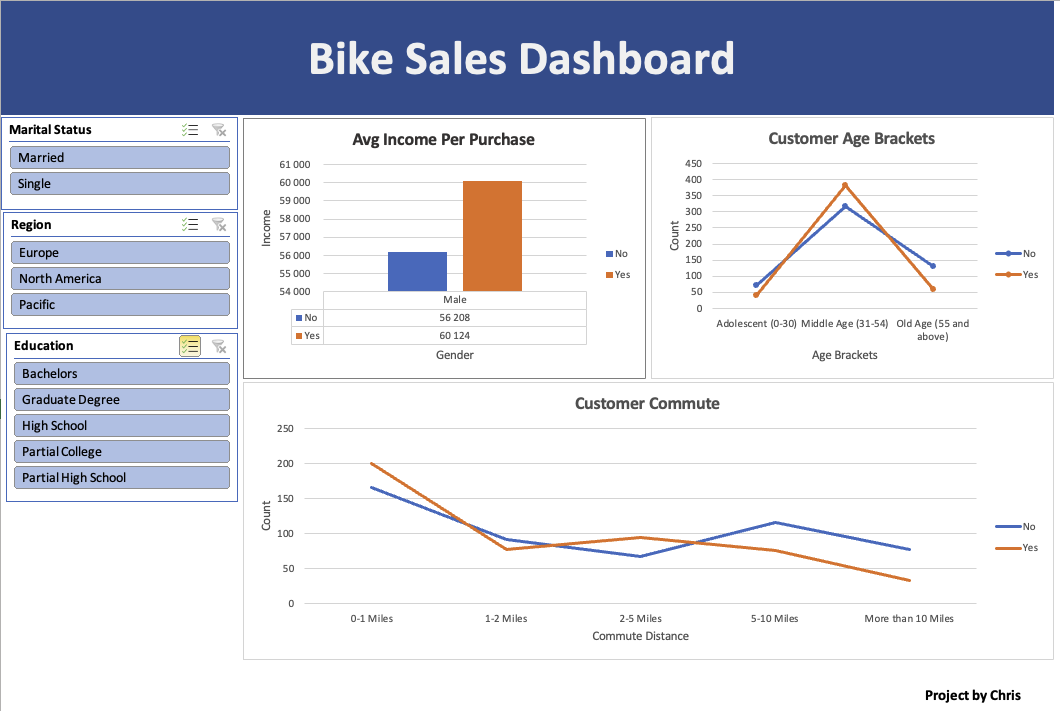 Bike Sales Dashboard
Marital Status
Married
Single
Region
Europe
North America
Pacific
Education
Bachelors
Graduate Degree
High School
Partial College
Partial High School
Avg Income Per Purchase
61 000
60 000
59 000
58 000
57 000
56 000
55 000
54 000
Income
Male
No 56 208
Yes 60 124
Gender
No
Yes
Customer Age Brackets
450
400
350
300
250
200
150
100
50
0
Count
Adolescent (0-30) Middle Age (31-54) Old Age (55 and
above)
Age Brackets
No
Yes
Customer Commute
250
200
150
100
50
0
Count
0-1 Miles 1-2 Miles 2-5 Miles 5-10 Miles More than 10 Miles
Commute Distance
No
Yes
Project by Chris